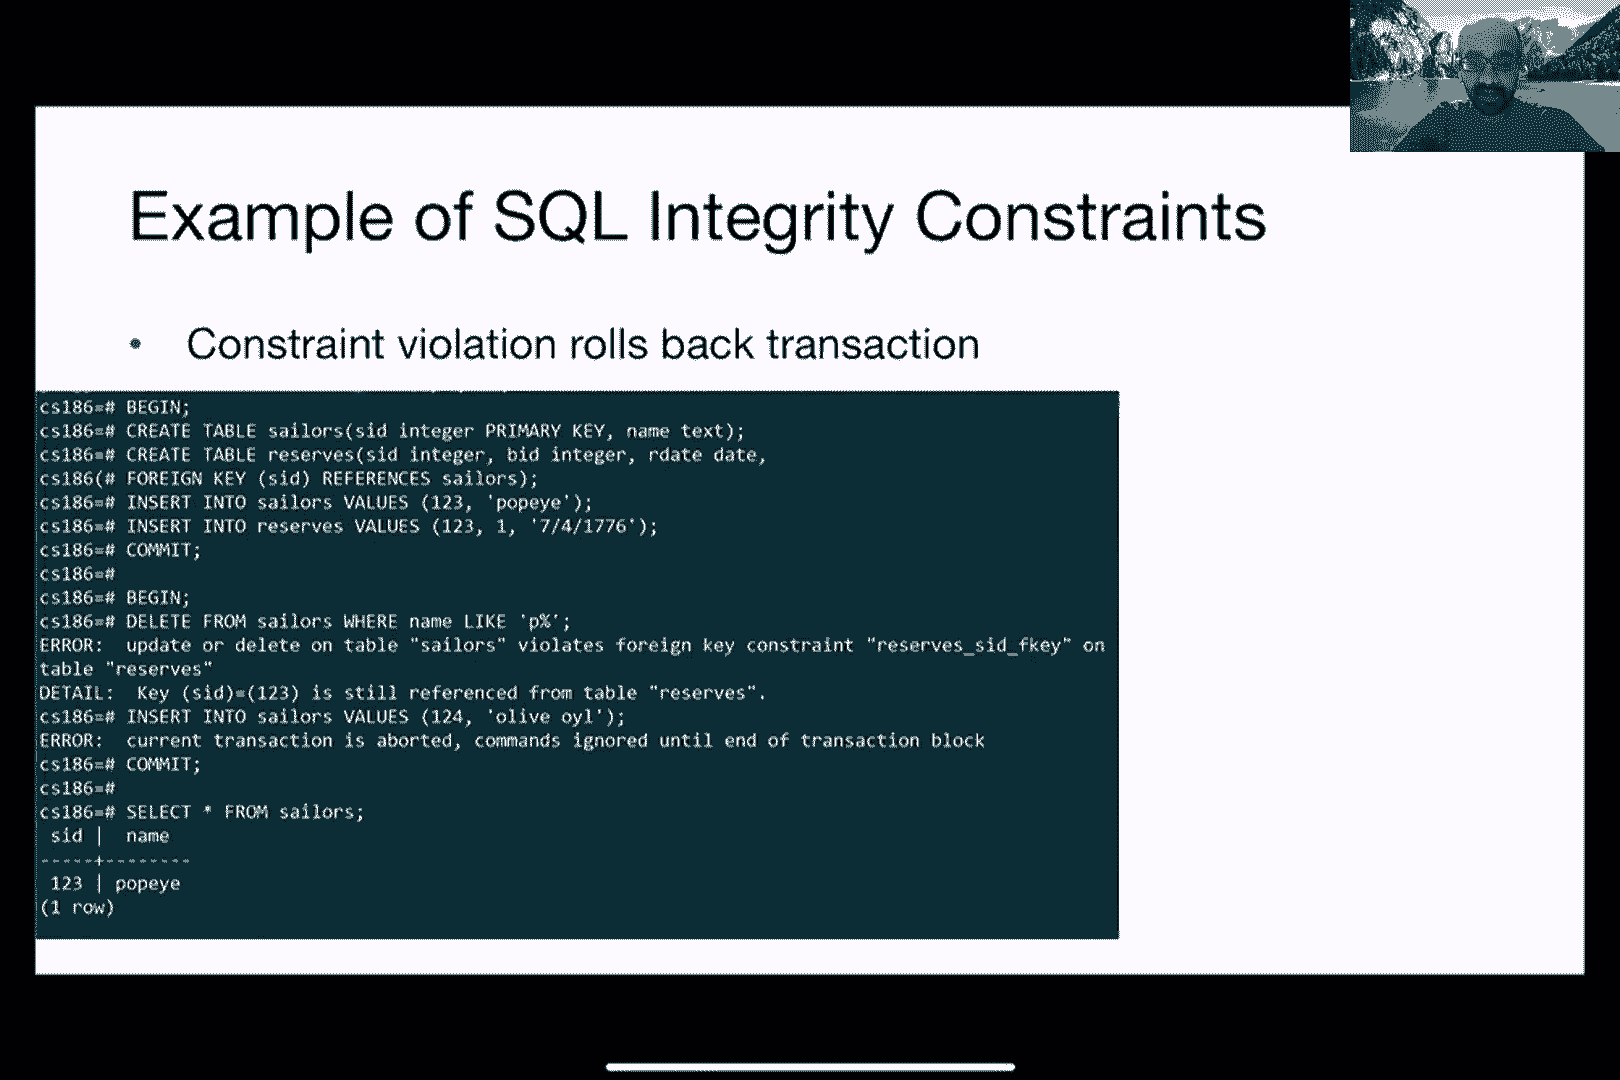 Example of SQL Integrity Constraints
• Constraint violation rolls back transaction
cs186=# BEGIN;
cs186=# CREATE TABLE sailors(sid integer PRIMARY KEY, name text);
cs186=# CREATE TABLE reserves(sid integer, bid integer, rdate date,
cs186(# FOREIGN KEY (sid) REFERENCES sailors);
cs186=# INSERT INTO sailors VALUES (123, 'popeye');
cs186=# INSERT INTO reserves VALUES (123, 1, '7/4/1776');
cs186=# COMMIT;
cs186=#
cs186=# BEGIN;
cs186=# DELETE FROM sailors WHERE name LIKE 'p%';
ERROR:  update or delete on table "sailors" violates foreign key constraint "reserves_sid_fkey" on
table "reserves"
DETAIL:  Key (sid)=(123) is still referenced from table "reserves".
cs186=# INSERT INTO sailors VALUES (124, 'olive oyl');
ERROR:  current transaction is aborted, commands ignored until end of transaction block
cs186=# COMMIT;
cs186=#
cs186=# SELECT * FROM sailors;
 sid |  name
-----+--------
 123 | popeye
(1 row)